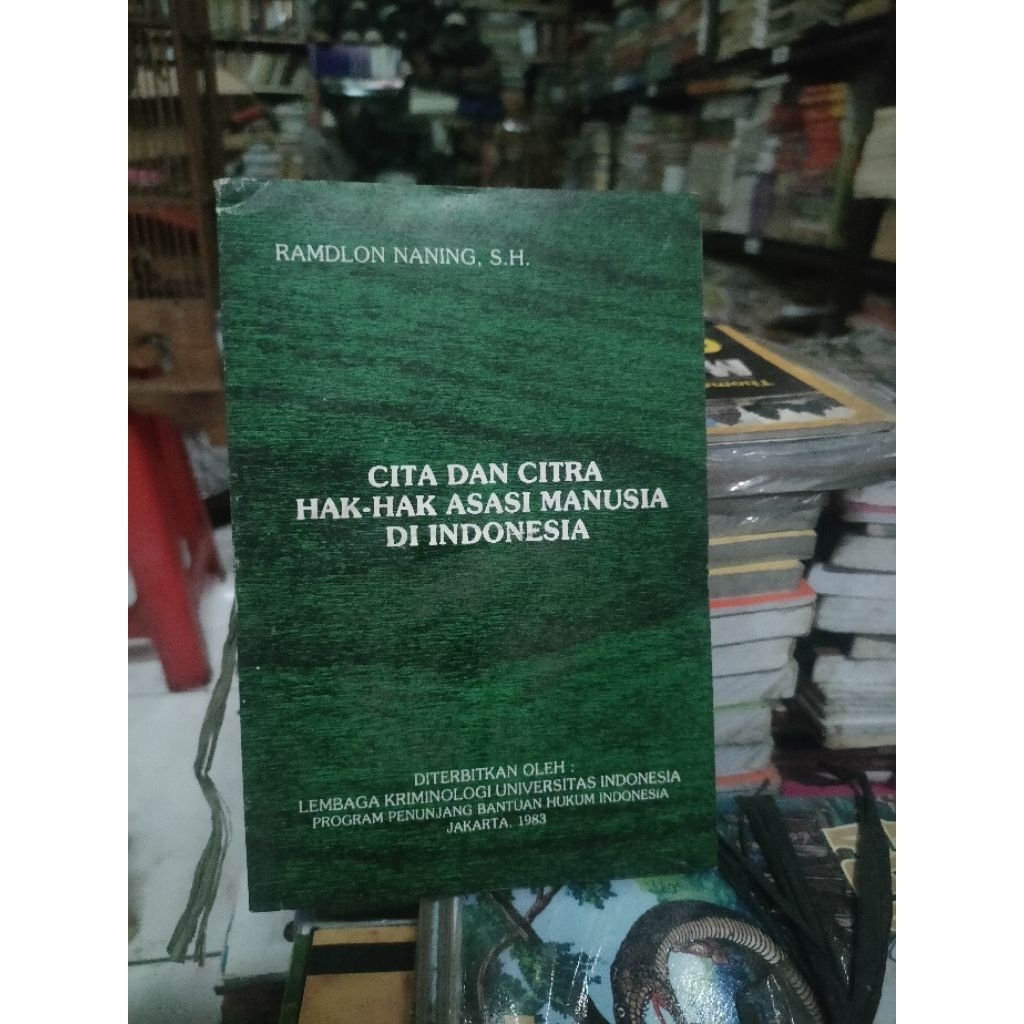 RAMDLON NANING, S.H.
CITA DAN CITRA
HAK-HAK ASASI MANUSIA
DI INDONESIA
DITERBITKAN OLEH :
LEMBAGA KRIMINOLOGI UNIVERSITAS INDONESIA
PROGRAM PENUNJANG BANTUAN HUKUM INDONESIA
JAKARTA, 1983